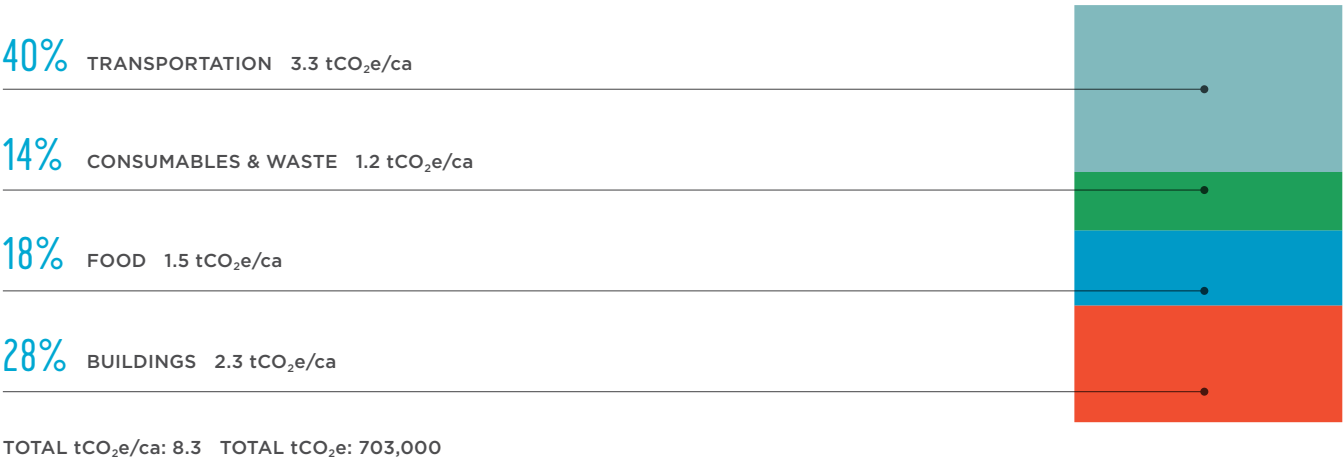 40% TRANSPORTATION 3.3 tCO₂e/ca
14% CONSUMABLES & WASTE 1.2 tCO₂e/ca
18% FOOD 1.5 tCO₂e/ca
28% BUILDINGS 2.3 tCO₂e/ca
TOTAL tCO₂e/ca: 8.3 TOTAL tCO₂e: 703,000